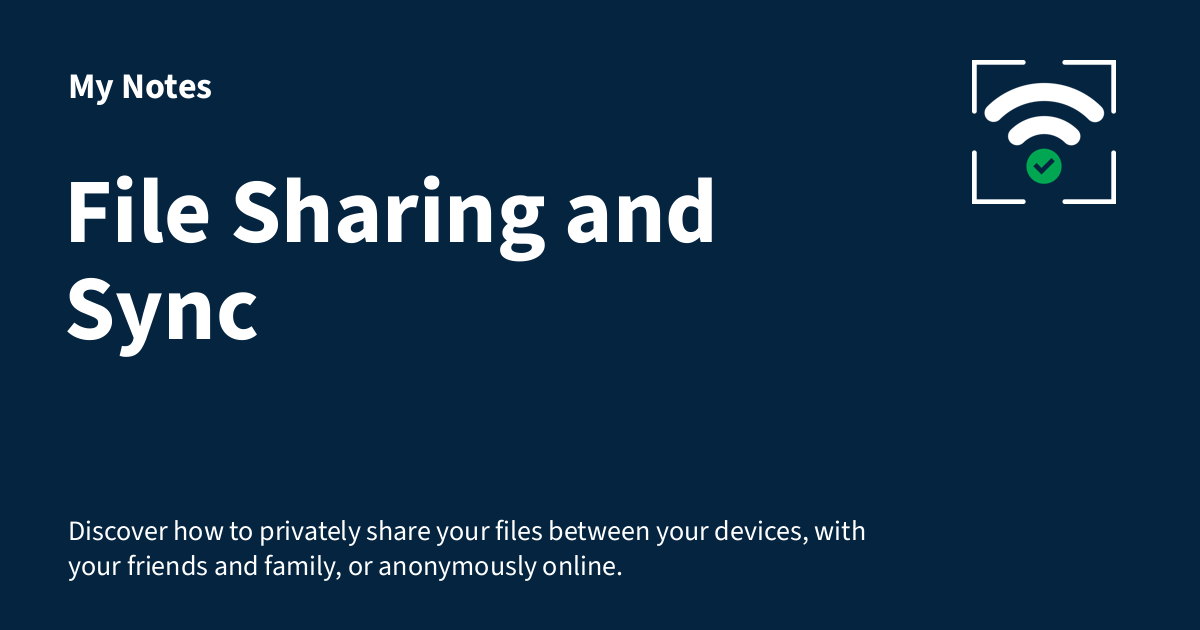 My Notes
File Sharing and
Sync
Discover how to privately share your files between your devices, with
your friends and family, or anonymously online.